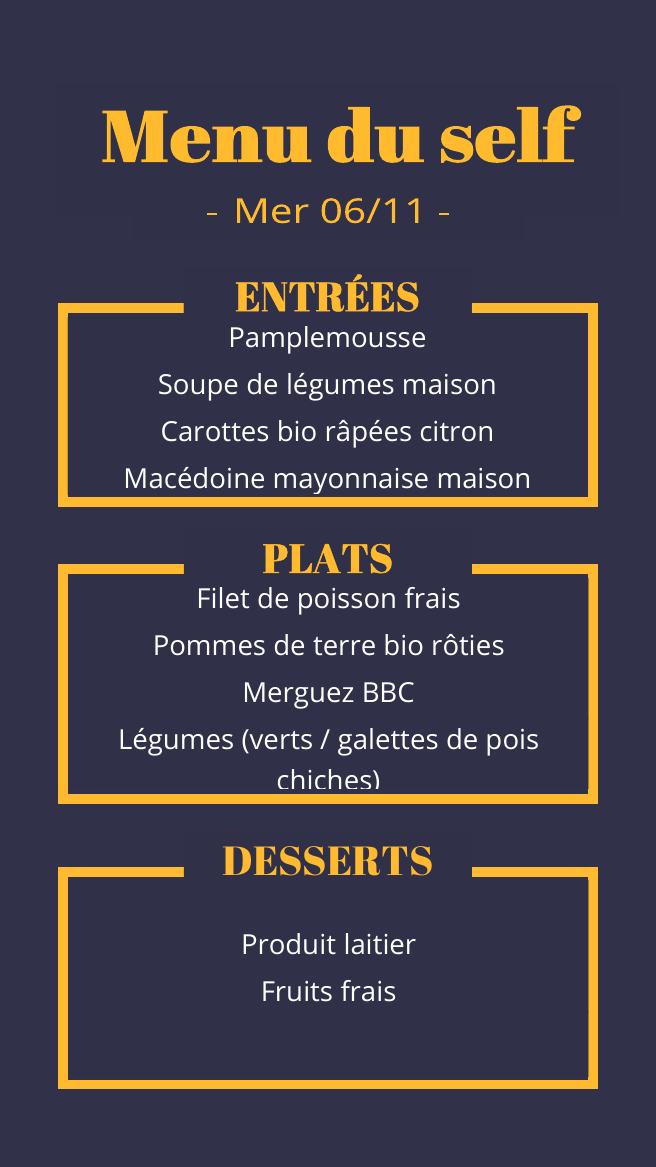 Menu du self
- Mer 06/11 -
ENTRÉES
Pamplemousse
Soupe de légumes maison
Carottes bio râpées citron
Macédoine mayonnaise maison
PLATS
Filet de poisson frais
Pommes de terre bio rôties
Merguez BBC
Légumes (verts / galettes de pois
chiches)
DESSERTS
Produit laitier
Fruits frais